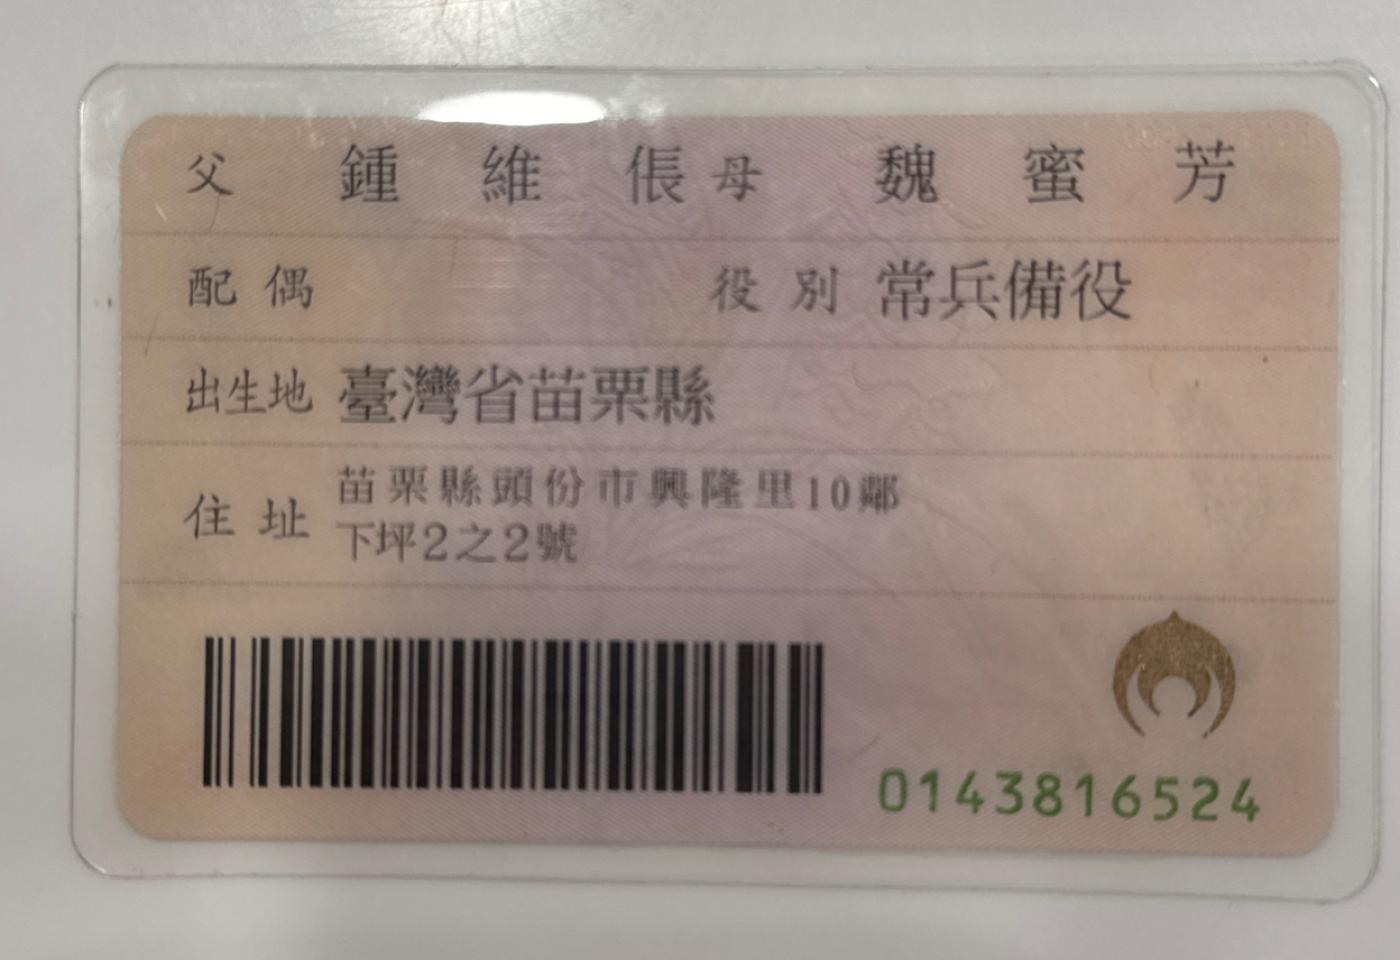 父 鍾維倀 母 魏蜜芳
配偶 役別 常兵備役
出生地 臺灣省苗栗縣
住址 苗栗縣頭份市興隆里10鄰
下坪2之2號
0143816524